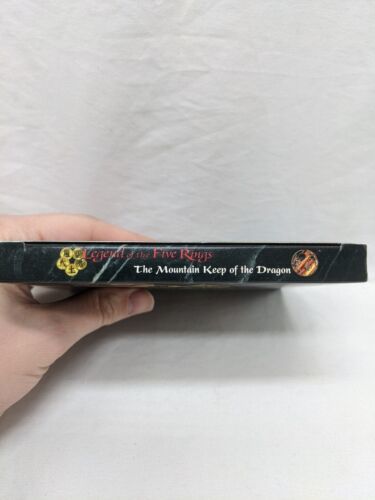 Legend of the Five Rings
The Mountain Keep of the Dragon